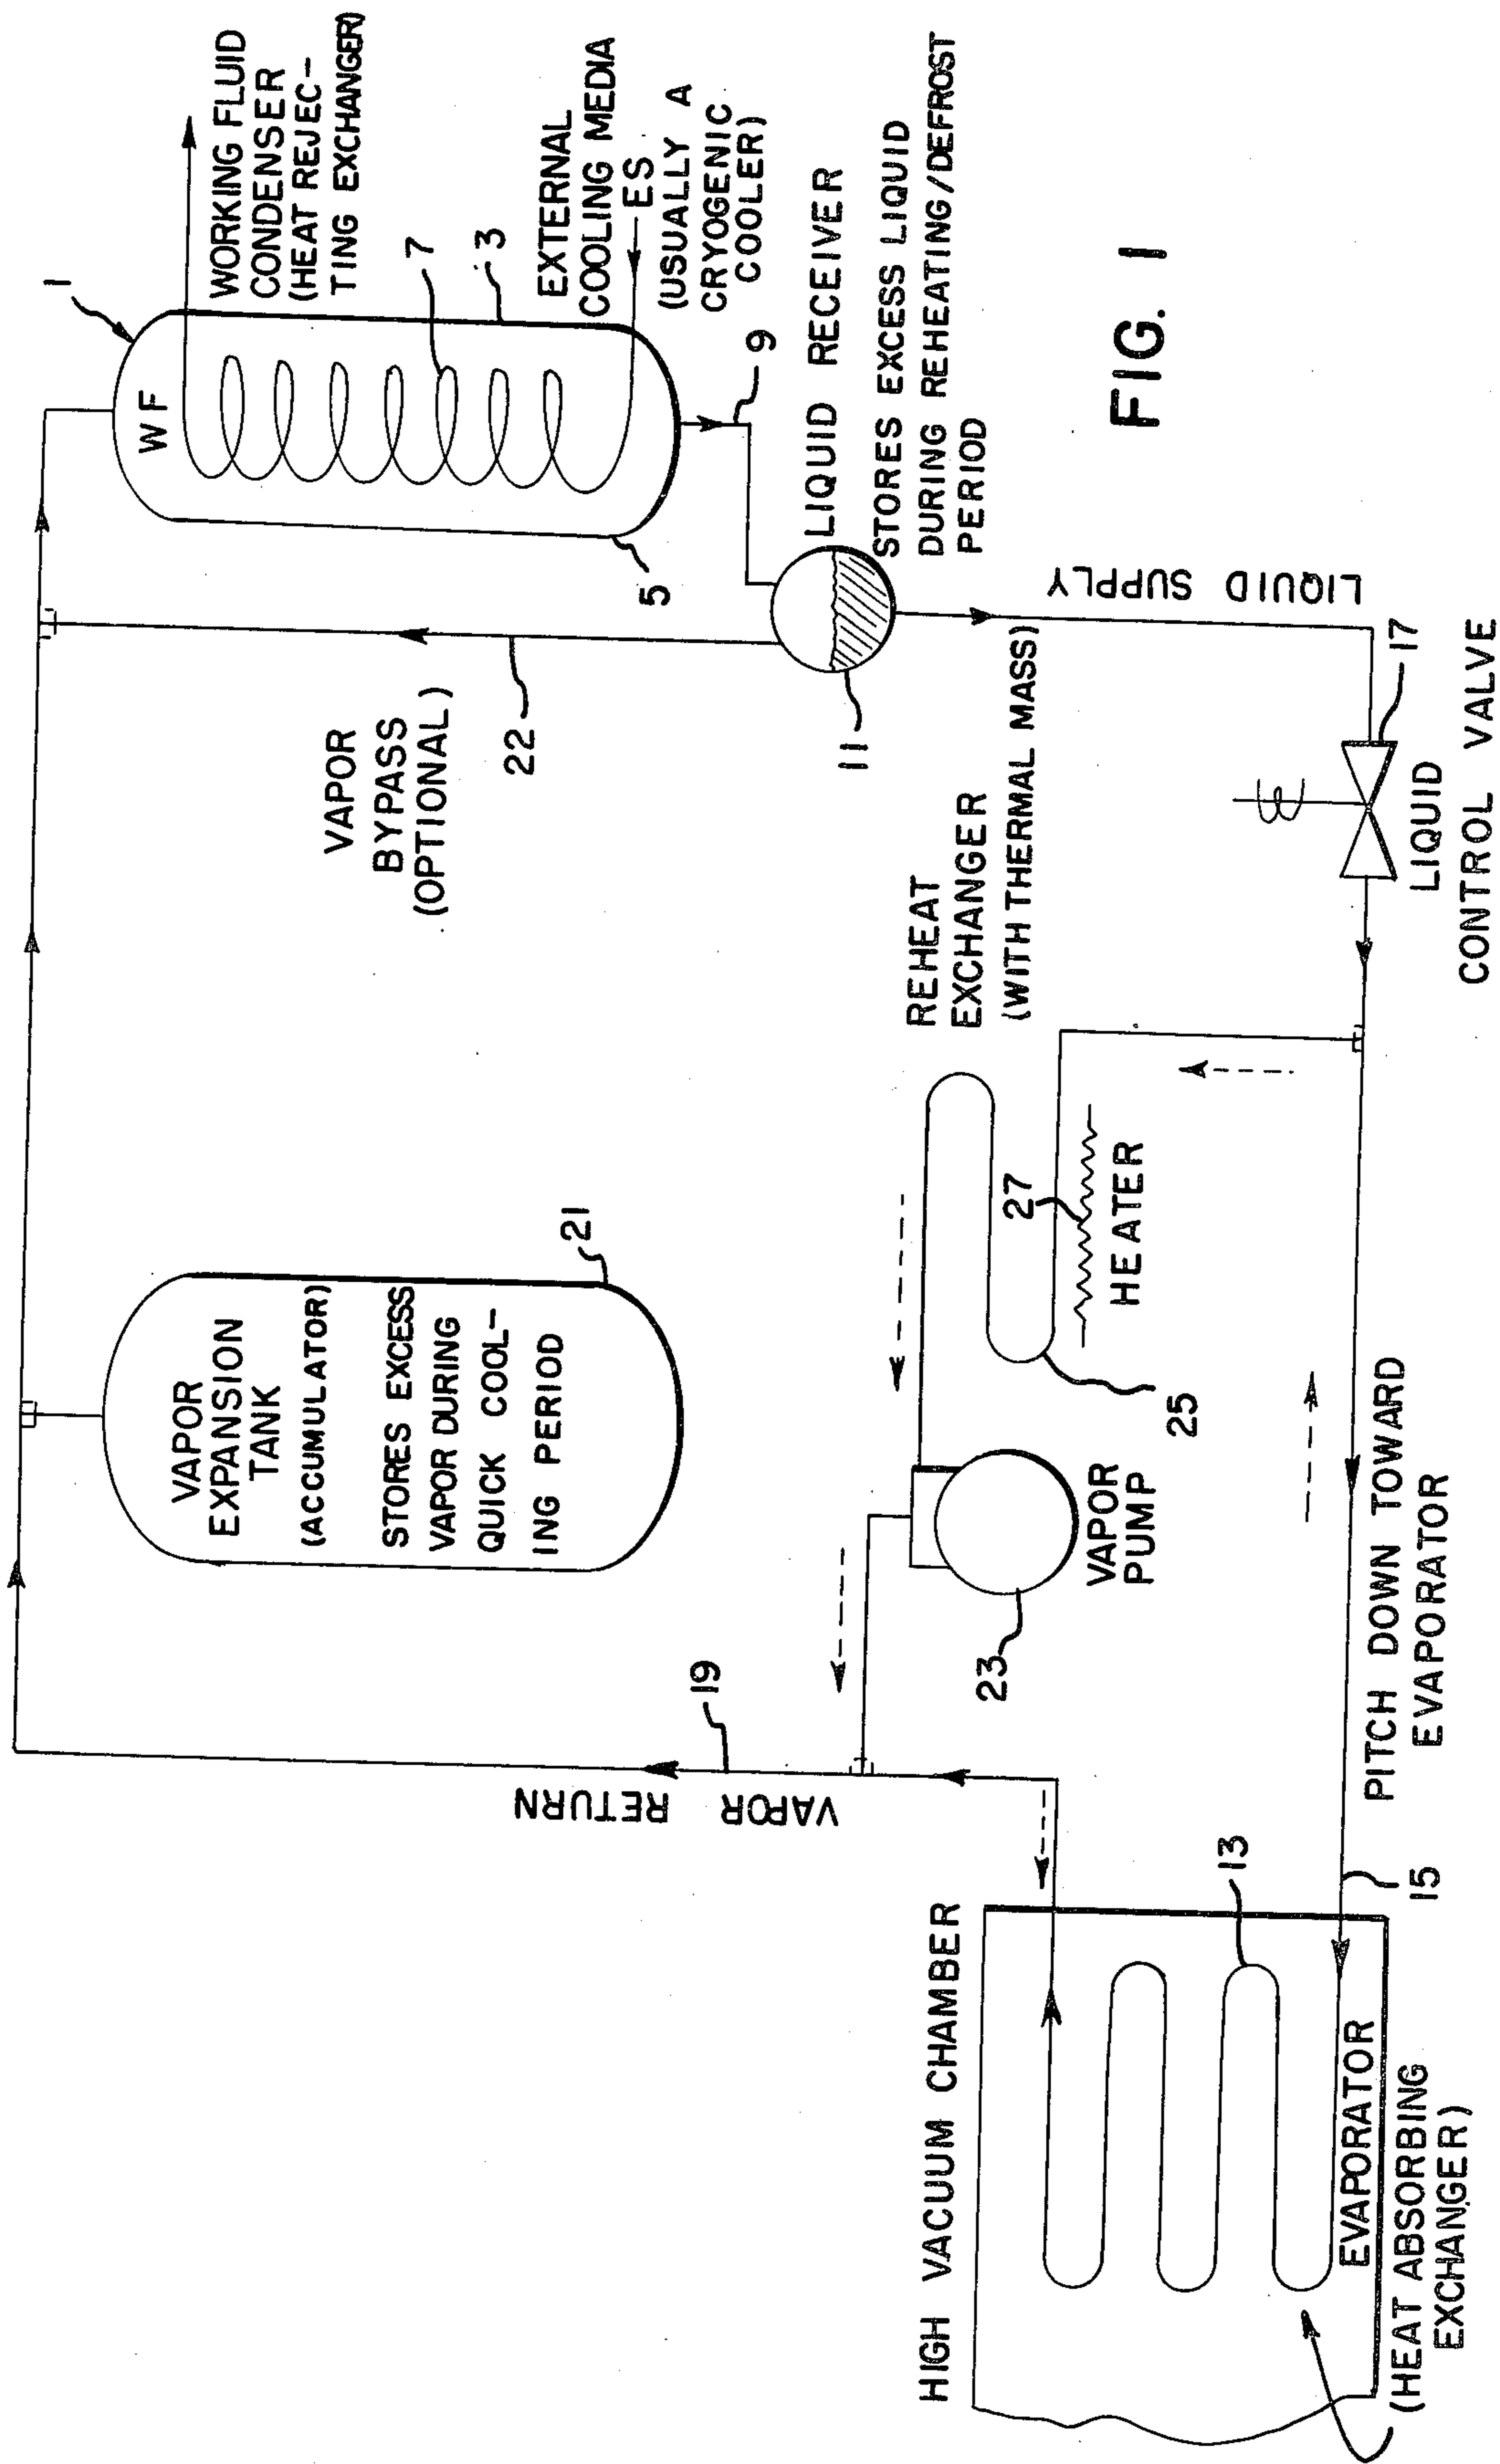 1
WORKING FLUID
CONDENSER
(HEAT REJEC-
TING EXCHANGER)
WF
7
3
EXTERNAL
COOLING MEDIA
ES
(USUALLY A
CRYOGENIC
COOLER)
5
9
LIQUID RECEIVER
STORES EXCESS LIQUID
DURING REHEATING/DEFROST
PERIOD
11
VAPOR
BYPASS
(OPTIONAL)
22
VAPOR
EXPANSION
TANK
(ACCUMULATOR)
STORES EXCESS
VAPOR DURING
QUICK COOL-
ING PERIOD
21
VAPOR RETURN
19
LIQUID SUPPLY
17
LIQUID
CONTROL VALVE
REHEAT
EXCHANGER
(WITH THERMAL MASS)
27
HEATER
25
VAPOR
PUMP
23
PITCH DOWN TOWARD
EVAPORATOR
15
HIGH VACUUM CHAMBER
13
EVAPORATOR
(HEAT ABSORBING
EXCHANGER)
FIG. 1